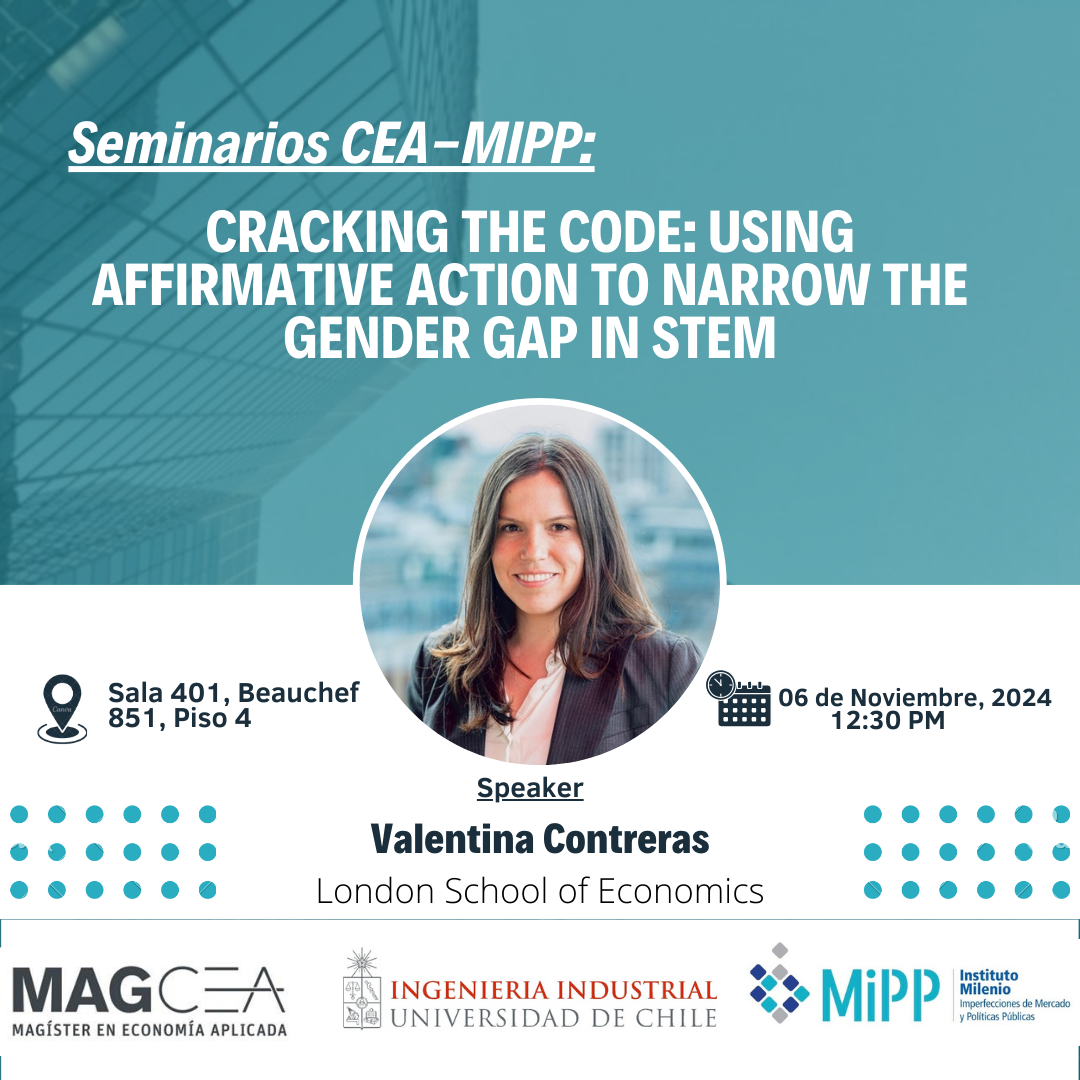 Seminarios CEA–MIPP:
CRACKING THE CODE: USING
AFFIRMATIVE ACTION TO NARROW THE
GENDER GAP IN STEM
Sala 401, Beauchef
851, Piso 4
06 de Noviembre, 2024
12:30 PM
Speaker
Valentina Contreras
London School of Economics
MAGCEA
MAGÍSTER EN ECONOMÍA APLICADA
INGENIERIA INDUSTRIAL
UNIVERSIDAD DE CHILE
MiPP
Instituto
Milenio
Imperfecciones de Mercado
y Políticas Públicas